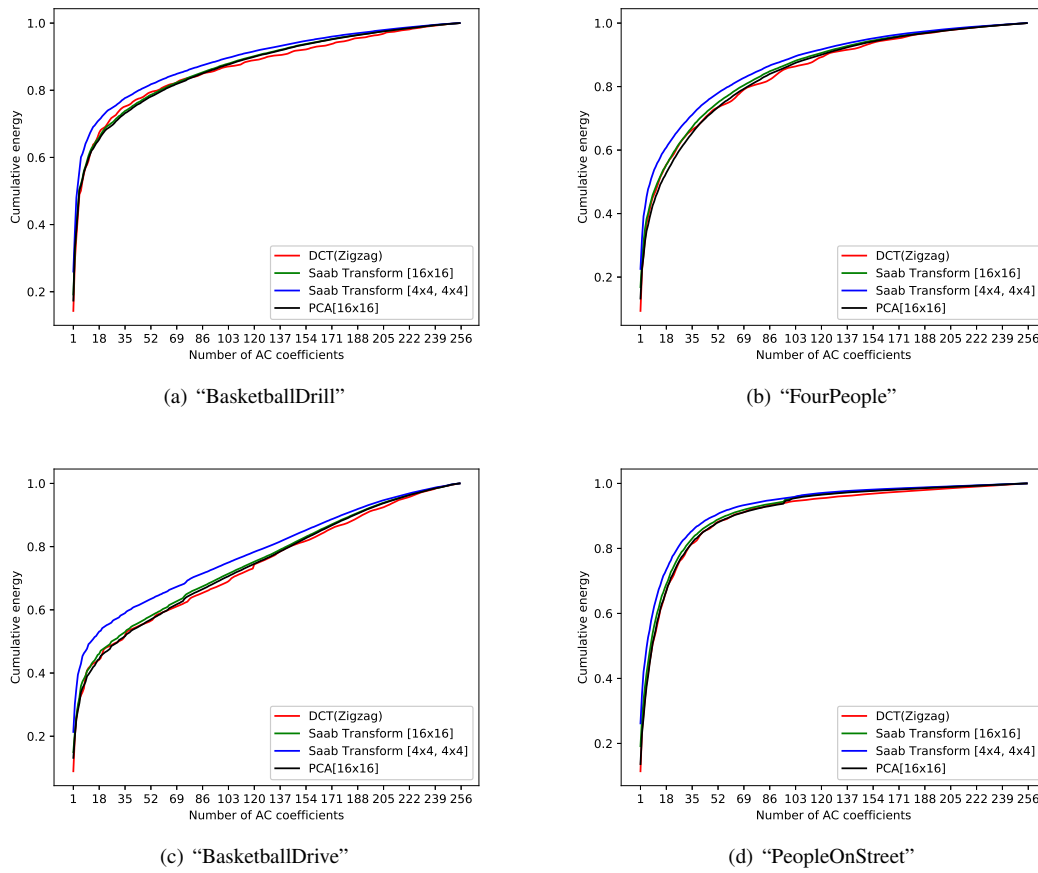 1.0
0.8
0.6
0.4
0.2
Cumulative energy
DCT(Zigzag)
Saab Transform [16x16]
Saab Transform [4x4, 4x4]
PCA[16x16]
1 18 35 52 69 86 103 120 137 154 171 188 205 222 239 256
Number of AC coefficients
(a) “BasketballDrill”
1.0
0.8
0.6
0.4
0.2
Cumulative energy
DCT(Zigzag)
Saab Transform [16x16]
Saab Transform [4x4, 4x4]
PCA[16x16]
1 18 35 52 69 86 103 120 137 154 171 188 205 222 239 256
Number of AC coefficients
(b) “FourPeople”
1.0
0.8
0.6
0.4
0.2
Cumulative energy
DCT(Zigzag)
Saab Transform [16x16]
Saab Transform [4x4, 4x4]
PCA[16x16]
1 18 35 52 69 86 103 120 137 154 171 188 205 222 239 256
Number of AC coefficients
(c) “BasketballDrive”
1.0
0.8
0.6
0.4
0.2
Cumulative energy
DCT(Zigzag)
Saab Transform [16x16]
Saab Transform [4x4, 4x4]
PCA[16x16]
1 18 35 52 69 86 103 120 137 154 171 188 205 222 239 256
Number of AC coefficients
(d) “PeopleOnStreet”